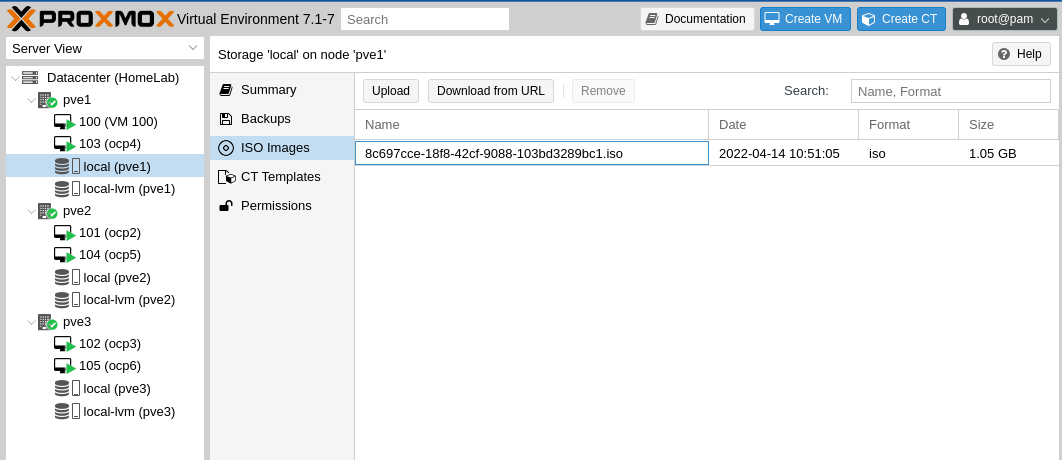 PROXMOX Virtual Environment 7.1-7 Search Documentation Create VM Create CT root@pam
Server View
Datacenter (HomeLab)
pve1
100 (VM 100)
103 (ocp4)
local (pve1)
local-lvm (pve1)
pve2
101 (ocp2)
104 (ocp5)
local (pve2)
local-lvm (pve2)
pve3
102 (ocp3)
105 (ocp6)
local (pve3)
local-lvm (pve3)
Storage 'local' on node 'pve1' Help
Summary
Backups
ISO Images
CT Templates
Permissions
Upload Download from URL Remove Search: Name, Format
Name Date Format Size
8c697cce-18f8-42cf-9088-103bd3289bc1.iso 2022-04-14 10:51:05 iso 1.05 GB